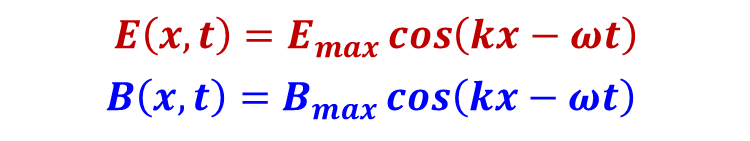 E(x, t) = E_max cos(kx − ωt)
B(x, t) = B_max cos(kx − ωt)